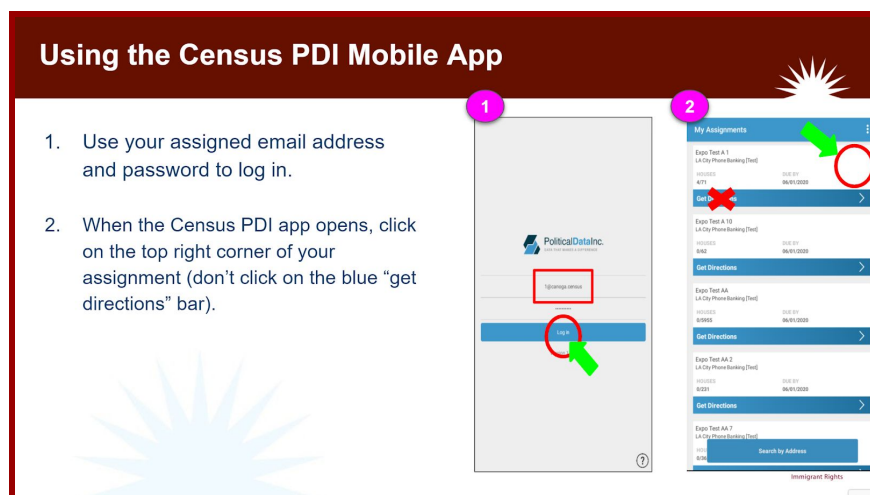 Using the Census PDI Mobile App
1
2
1. Use your assigned email address
and password to log in.
2. When the Census PDI app opens, click
on the top right corner of your
assignment (don’t click on the blue “get
directions” bar).
PoliticalDataInc.
1@carsega.census
Log In
?
My Assignments
Expo Test A 1
LA City Phone Banking [Test]
HOUSES DUE BY
4/71 06/01/2020
Get
Expo Test A 10
LA City Phone Banking [Test]
HOUSES DUE BY
0/62 06/01/2020
Get Directions
Expo Test AA
LA City Phone Banking [Test]
HOUSES DUE BY
0/5955 06/01/2020
Get Directions
Expo Test AA 2
LA City Phone Banking [Test]
HOUSES DUE BY
0/231 06/01/2020
Get Directions
Expo Test AA 7
LA City Phone Banking [Test]
Search by Address
Immigrant Rights